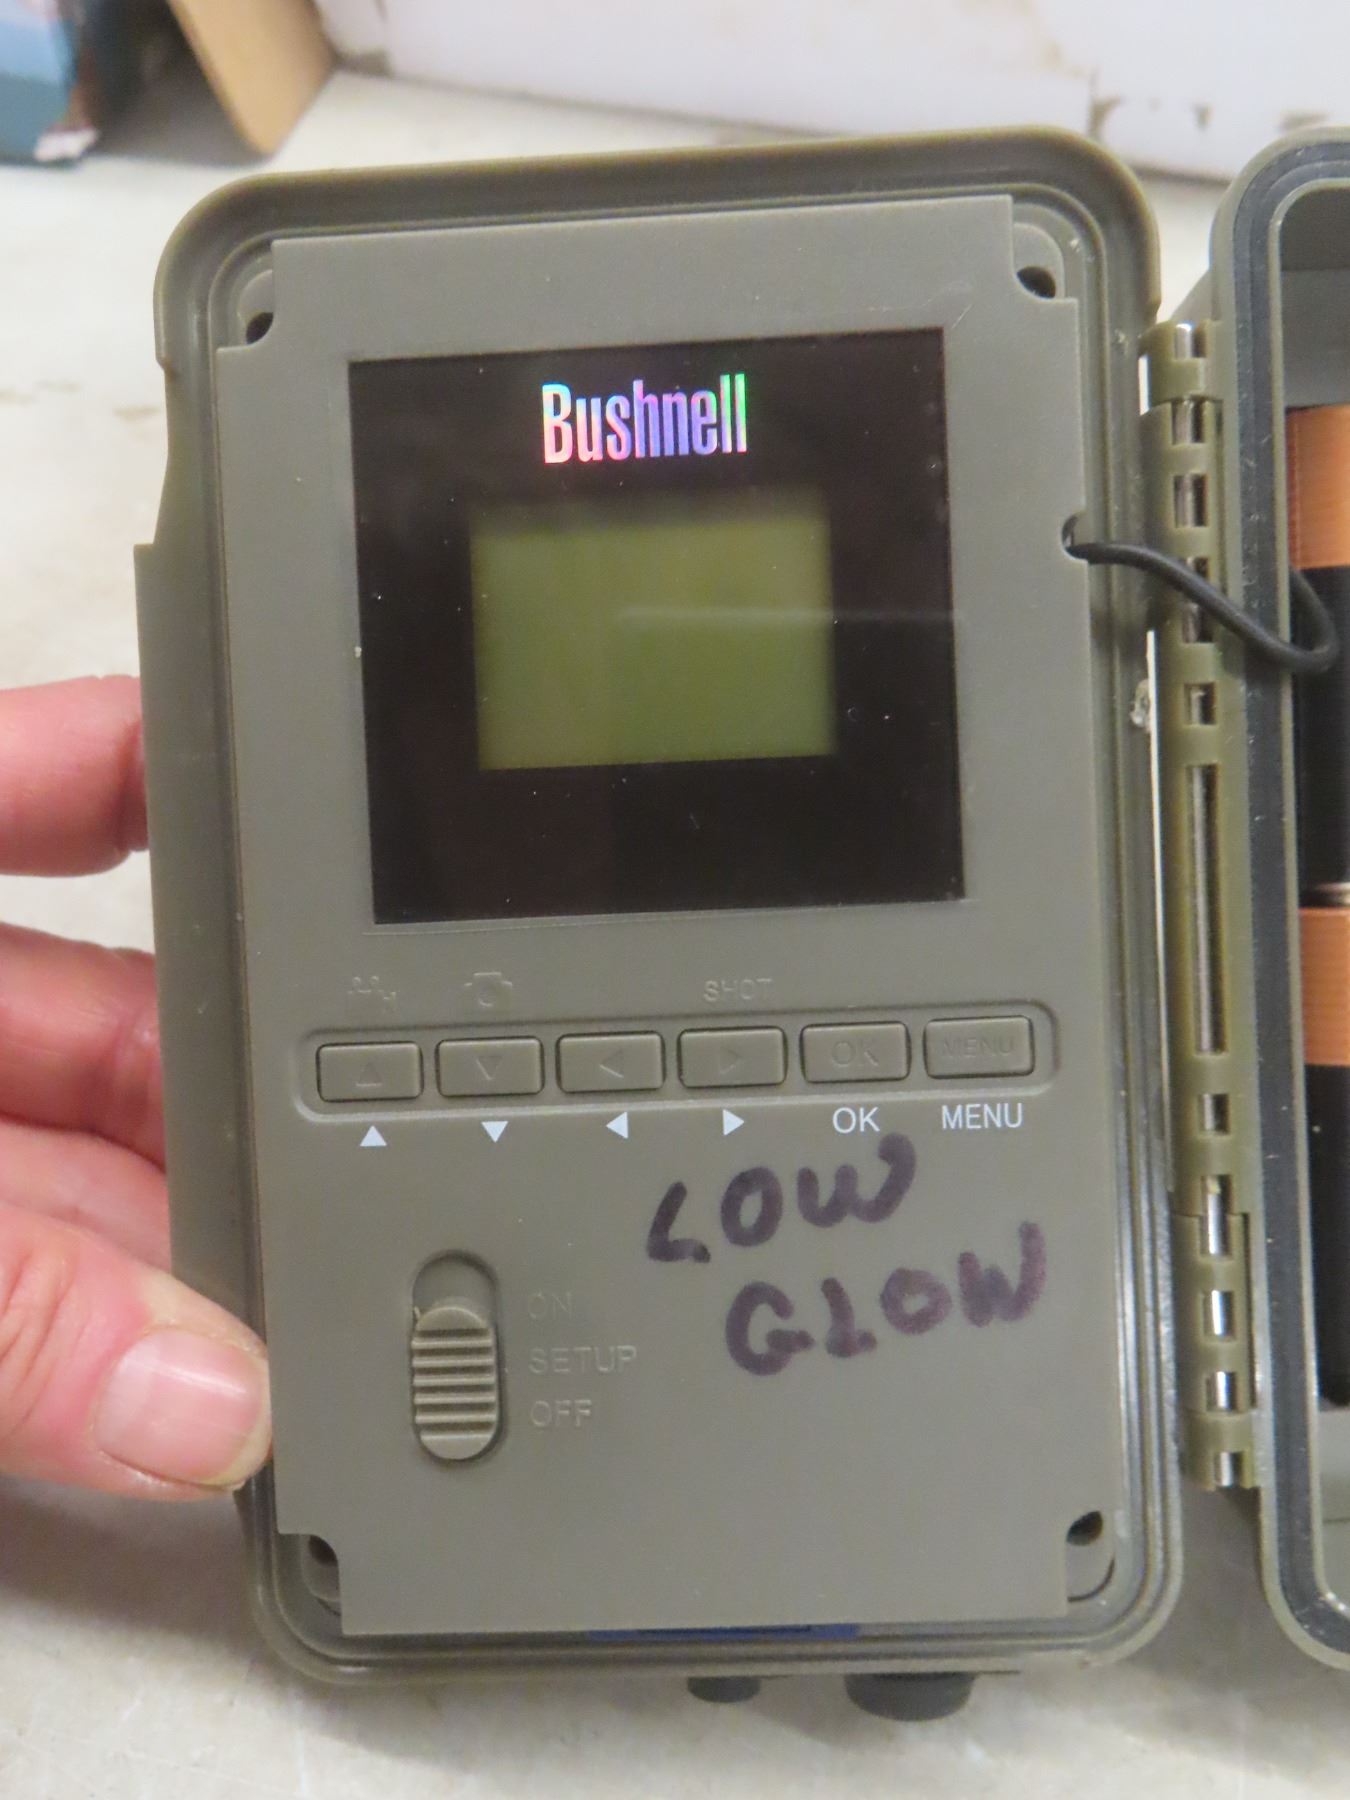 Bushnell
SHOT
OK MENU
▲ ▼ ◀ ▶ OK MENU
LOW
GLOW
ON
SETUP
OFF